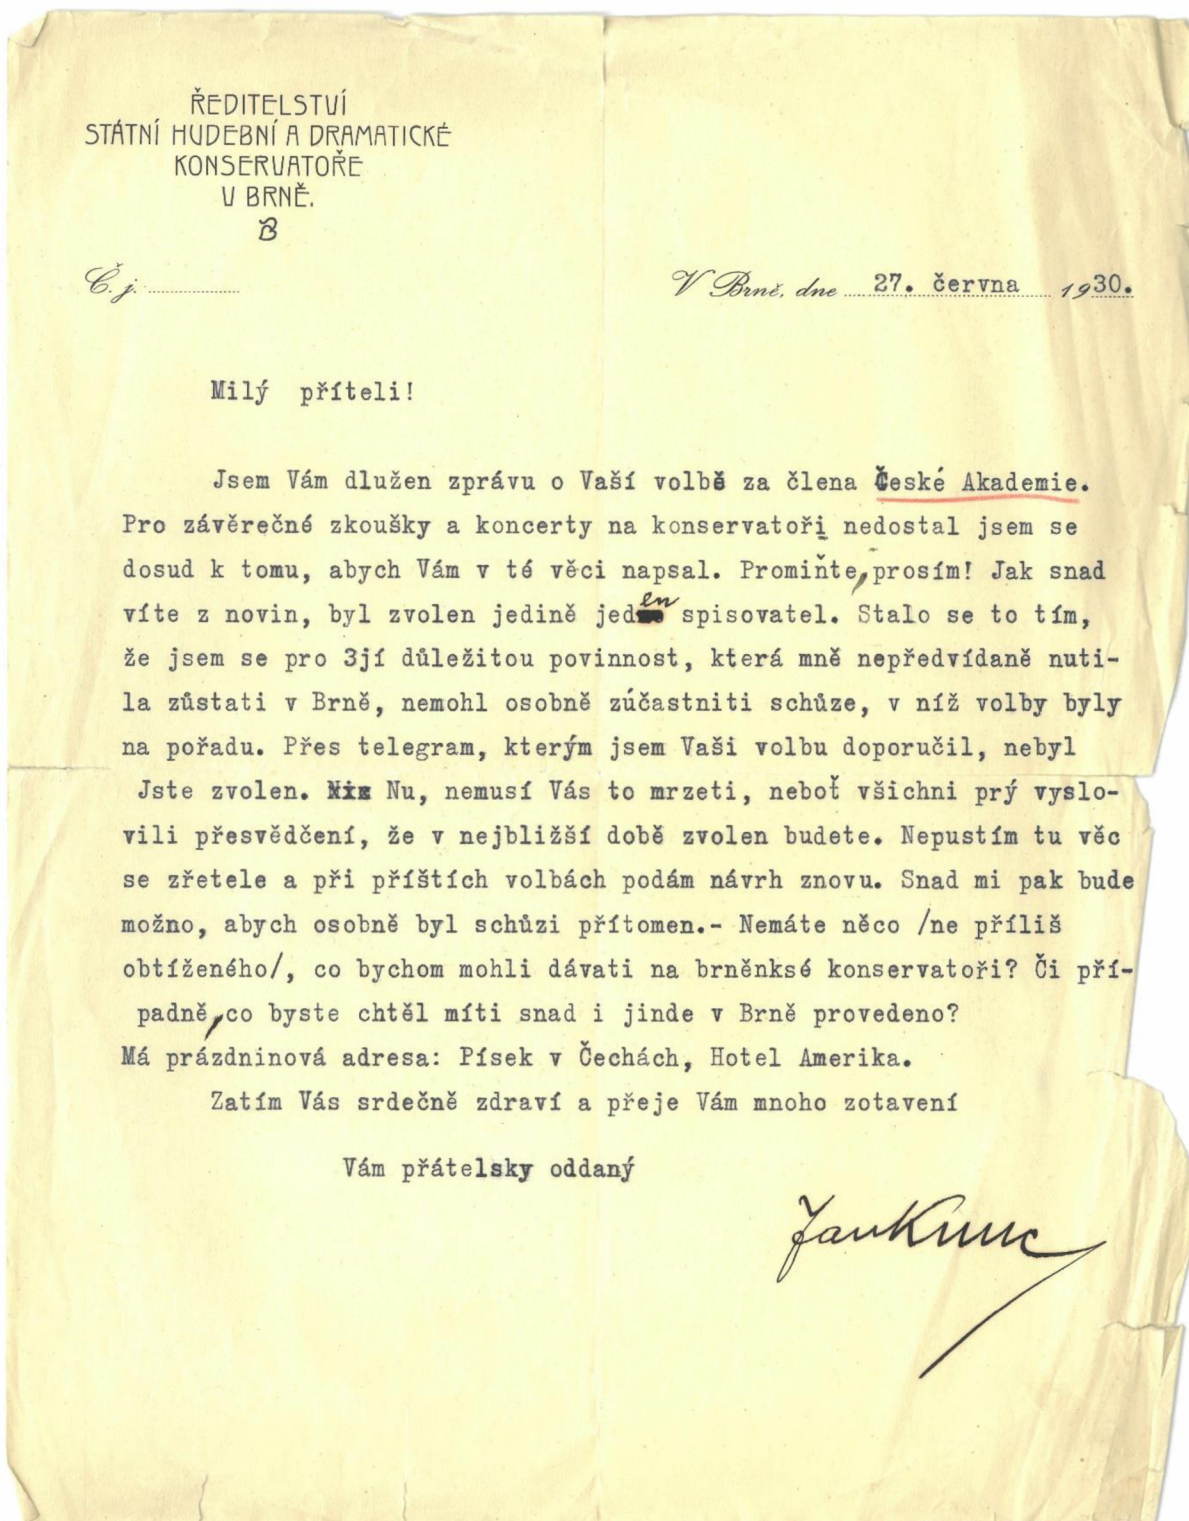 ŘEDITELSTVÍ
STÁTNÍ HUDEBNÍ A DRAMATICKÉ
KONSERVATOŘE
V BRNĚ.
B
Č. j.
V Brně, dne 27. června 1930.
Milý příteli!
Jsem Vám dlužen zprávu o Vaší volbě za člena České Akademie.
Pro závěrečné zkoušky a koncerty na konservatoři nedostal jsem se
dosud k tomu, abych Vám v té věci napsal. Promiňte, prosím! Jak snad
víte z novin, byl zvolen jedině jeden spisovatel. Stalo se to tím,
že jsem se pro 3jí důležitou povinnost, která mně nepředvídaně nuti-
la zůstati v Brně, nemohl osobně zúčastniti schůze, v níž volby byly
na pořadu. Přes telegram, kterým jsem Vaši volbu doporučil, nebyl
Jste zvolen. Nu, nemusí Vás to mrzeti, neboť všichni prý vyslo-
vili přesvědčení, že v nejbližší době zvolen budete. Nepustím tu věc
se zřetele a při příštích volbách podám návrh znovu. Snad mi pak bude
možno, abych osobně byl schůzi přítomen.- Nemáte něco /ne příliš
obtíženého/, co bychom mohli dávati na brněnksé konservatoři? Či pří-
padně, co byste chtěl míti snad i jinde v Brně provedeno?
Má prázdninová adresa: Písek v Čechách, Hotel Amerika.
Zatím Vás srdečně zdraví a přeje Vám mnoho zotavení
Vám přátelsky oddaný
Jan Kunc